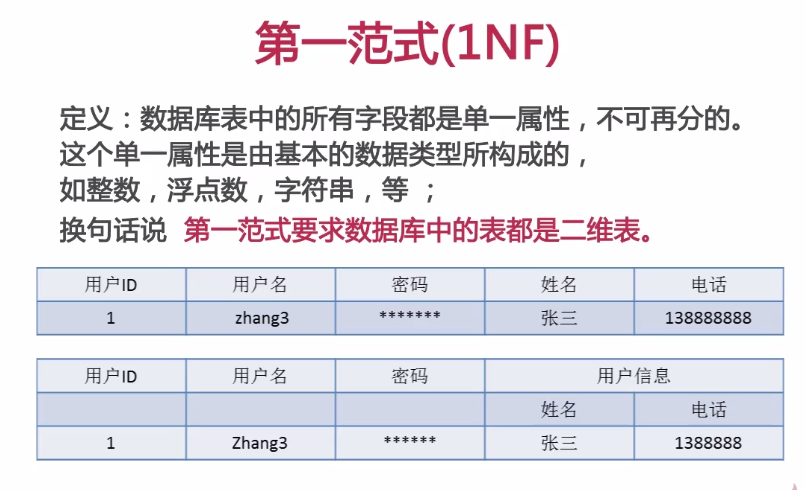 第一范式(1NF)
定义：数据库表中的所有字段都是单一属性，不可再分的。
这个单一属性是由基本的数据类型所构成的，
如整数，浮点数，字符串，等 ；
换句话说 第一范式要求数据库中的表都是二维表。
用户ID 用户名 密码 姓名 电话
1 zhang3 ******* 张三 138888888
用户ID 用户名 密码 用户信息
姓名 电话
1 Zhang3 ****** 张三 1388888